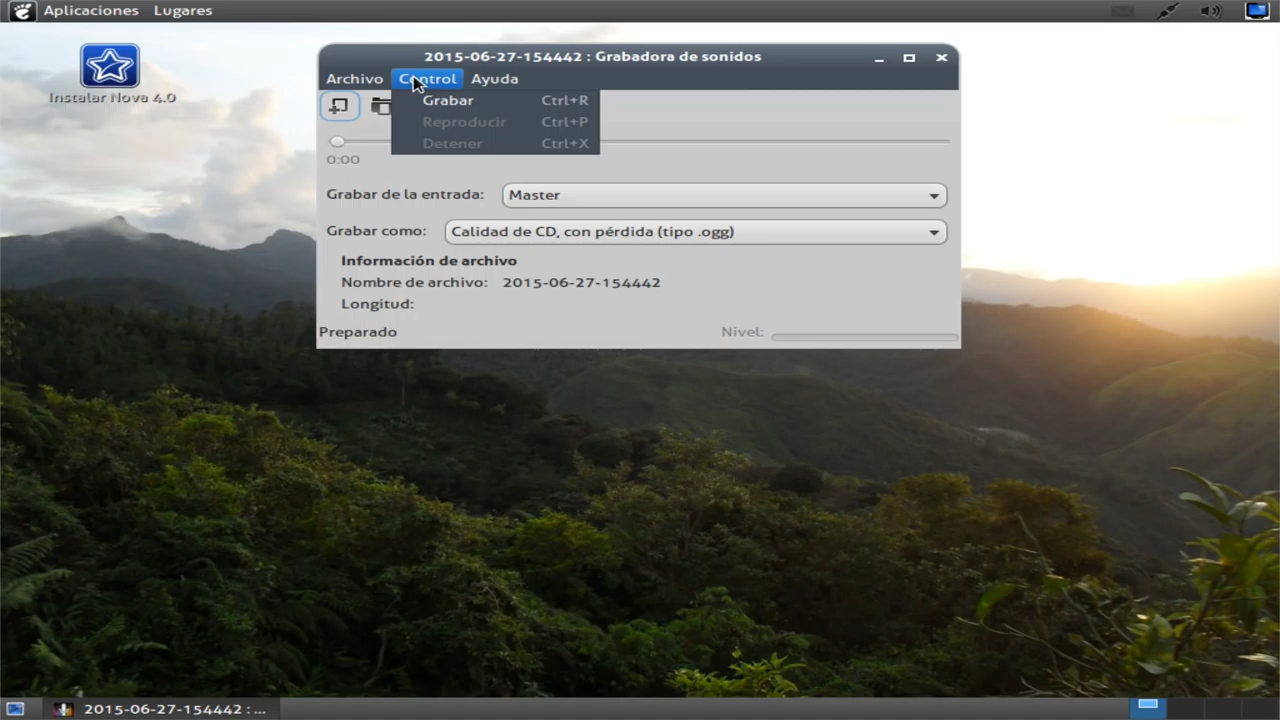 Aplicaciones Lugares
Instalar Nova 4.0
2015-06-27-154442 : Grabadora de sonidos
Archivo Control Ayuda
Grabar Ctrl+R
Reproducir Ctrl+P
Detener Ctrl+X
0:00
Grabar de la entrada: Master
Grabar como: Calidad de CD, con pérdida (tipo .ogg)
Información de archivo
Nombre de archivo: 2015-06-27-154442
Longitud:
Preparado Nivel:
2015-06-27-154442 : ...